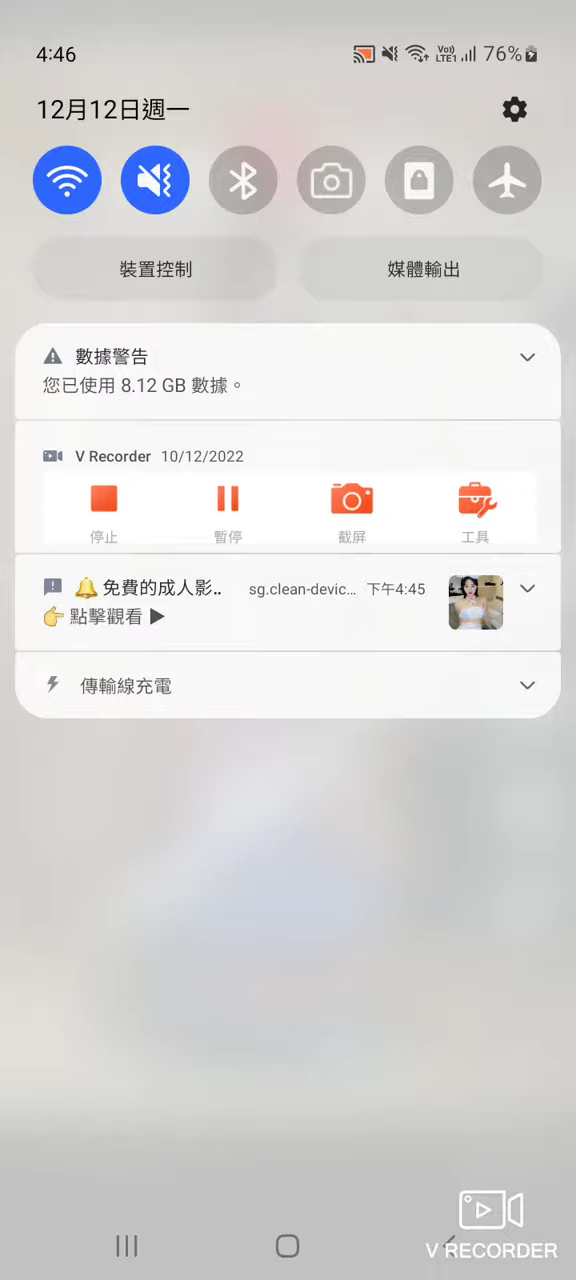 4:46
Vo)) LTE1 76%
12月12日週一
裝置控制
媒體輸出
數據警告
您已使用 8.12 GB 數據。
V Recorder 10/12/2022
停止 暫停 截屏 工具
🔔 免費的成人影.. sg.clean-devic... 下午4:45
👉 點擊觀看 ▶
傳輸線充電
V RECORDER